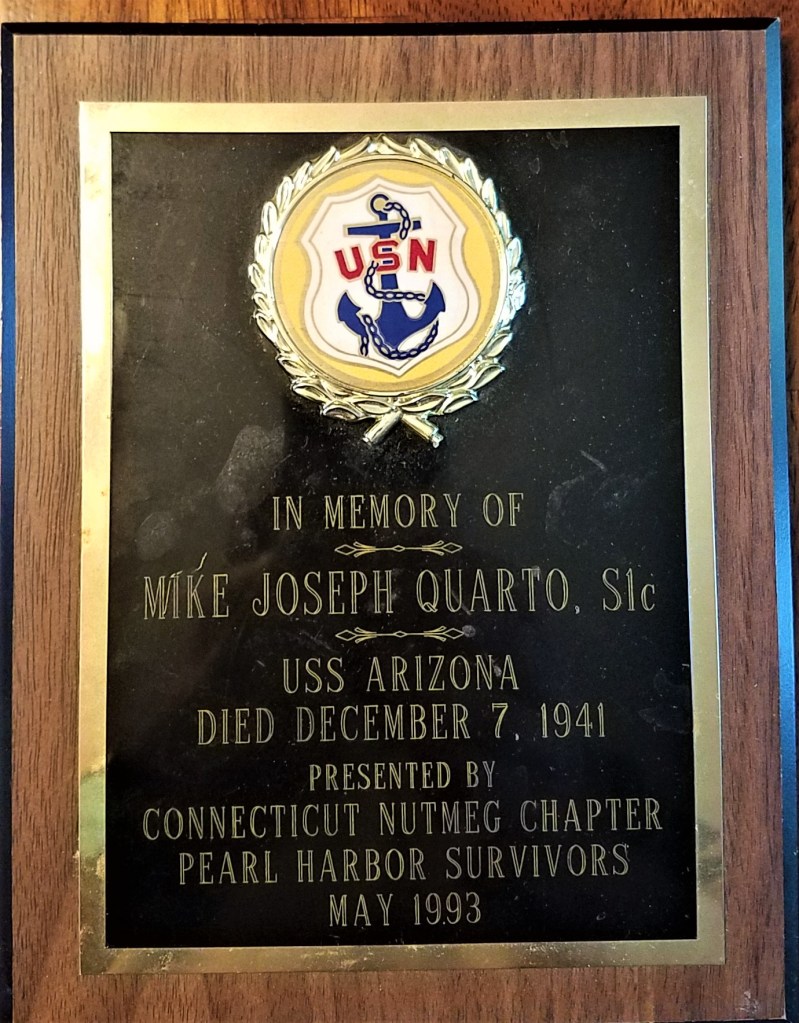 USN
IN MEMORY OF
MIKE JOSEPH QUARTO, S1c
USS ARIZONA
DIED DECEMBER 7, 1941
PRESENTED BY
CONNECTICUT NUTMEG CHAPTER
PEARL HARBOR SURVIVORS
MAY 1993